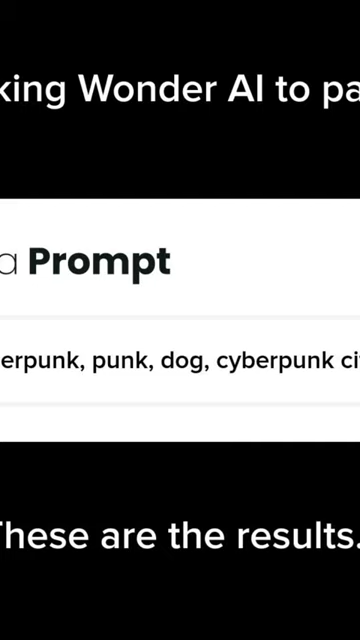 king Wonder AI to pa
a Prompt
erpunk, punk, dog, cyberpunk ci
These are the results.